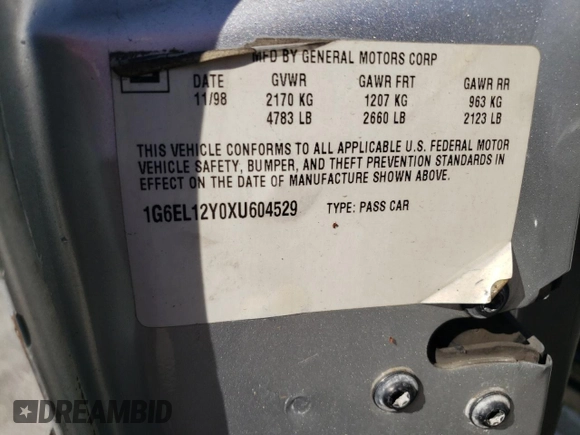 MFD BY GENERAL MOTORS CORP
DATE GVWR GAWR FRT GAWR RR
11/98 2170 KG 1207 KG 963 KG
4783 LB 2660 LB 2123 LB
THIS VEHICLE CONFORMS TO ALL APPLICABLE U.S. FEDERAL MOTOR
VEHICLE SAFETY, BUMPER, AND THEFT PREVENTION STANDARDS IN
EFFECT ON THE DATE OF MANUFACTURE SHOWN ABOVE.
1G6EL12Y0XU604529 TYPE: PASS CAR
DREAMBID